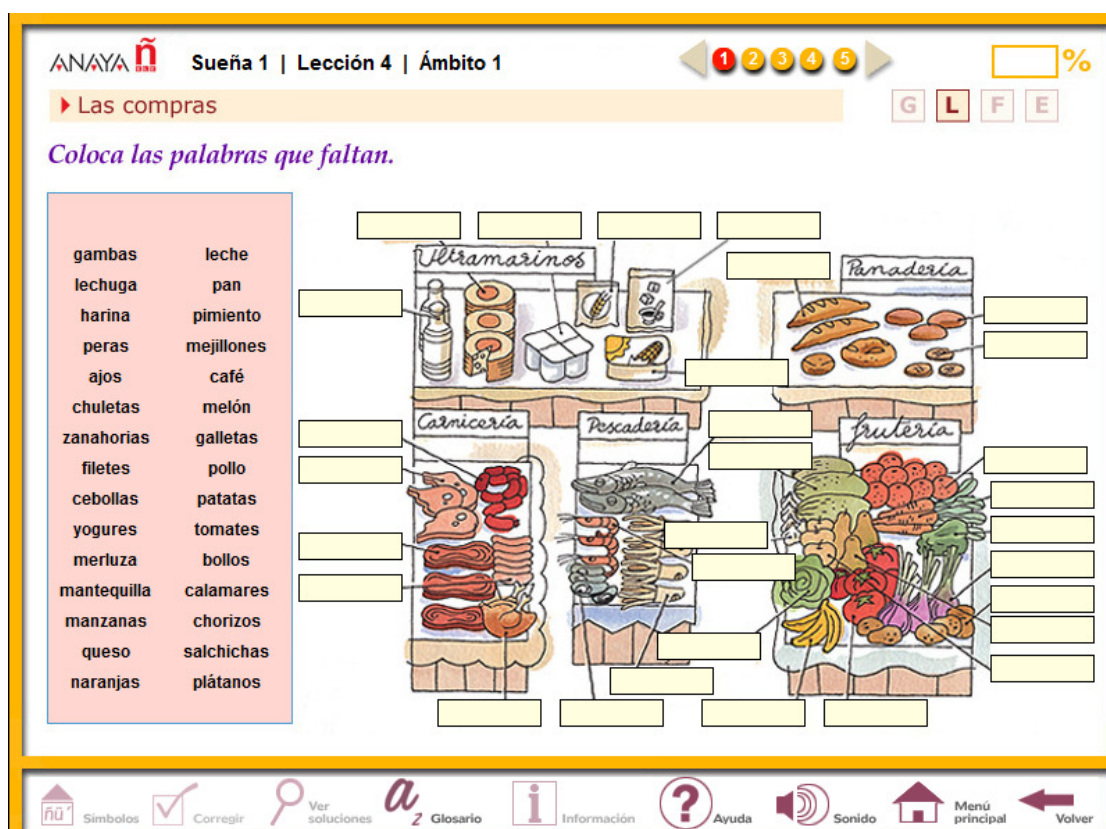 ANAYA ñ ELE
Sueña 1 | Lección 4 | Ámbito 1
1 2 3 4 5
%
Las compras
G L F E
Coloca las palabras que faltan.
gambas leche
lechuga pan
harina pimiento
peras mejillones
ajos café
chuletas melón
zanahorias galletas
filetes pollo
cebollas patatas
yogures tomates
merluza bollos
mantequilla calamares
manzanas chorizos
queso salchichas
naranjas plátanos
Ultramarinos
Panadería
Carnicería
Pescadería
frutería
ñü´ Símbolos
Corregir
Ver
soluciones
a z Glosario
i Información
? Ayuda
Sonido
Menú
principal
Volver